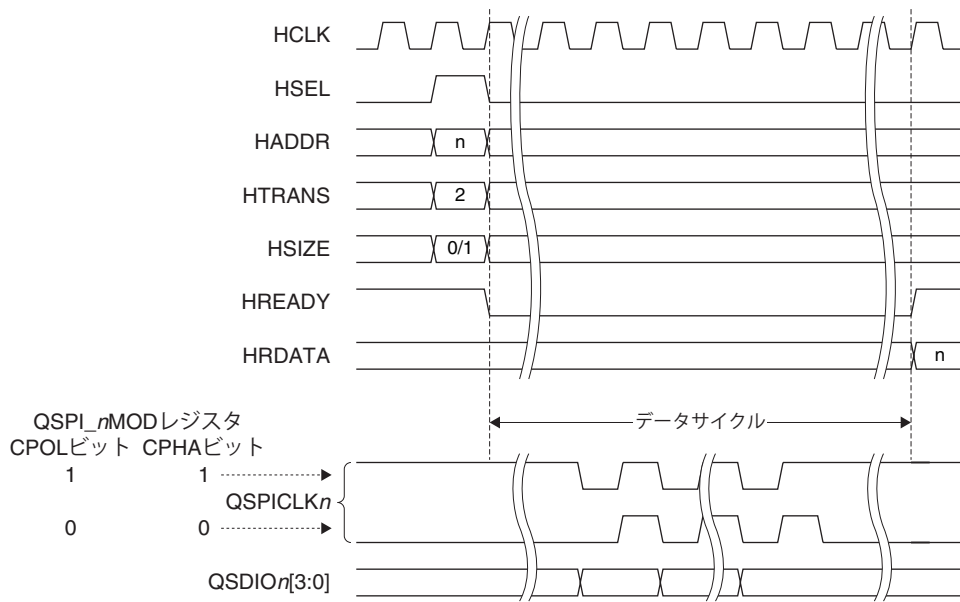 HCLK
HSEL
HADDR n
HTRANS 2
HSIZE 0/1
HREADY
HRDATA n
データサイクル
QSPI_nMODレジスタ
CPOLビット CPHAビット
1 1
QSPICLKn
0 0
QSDIOn[3:0]